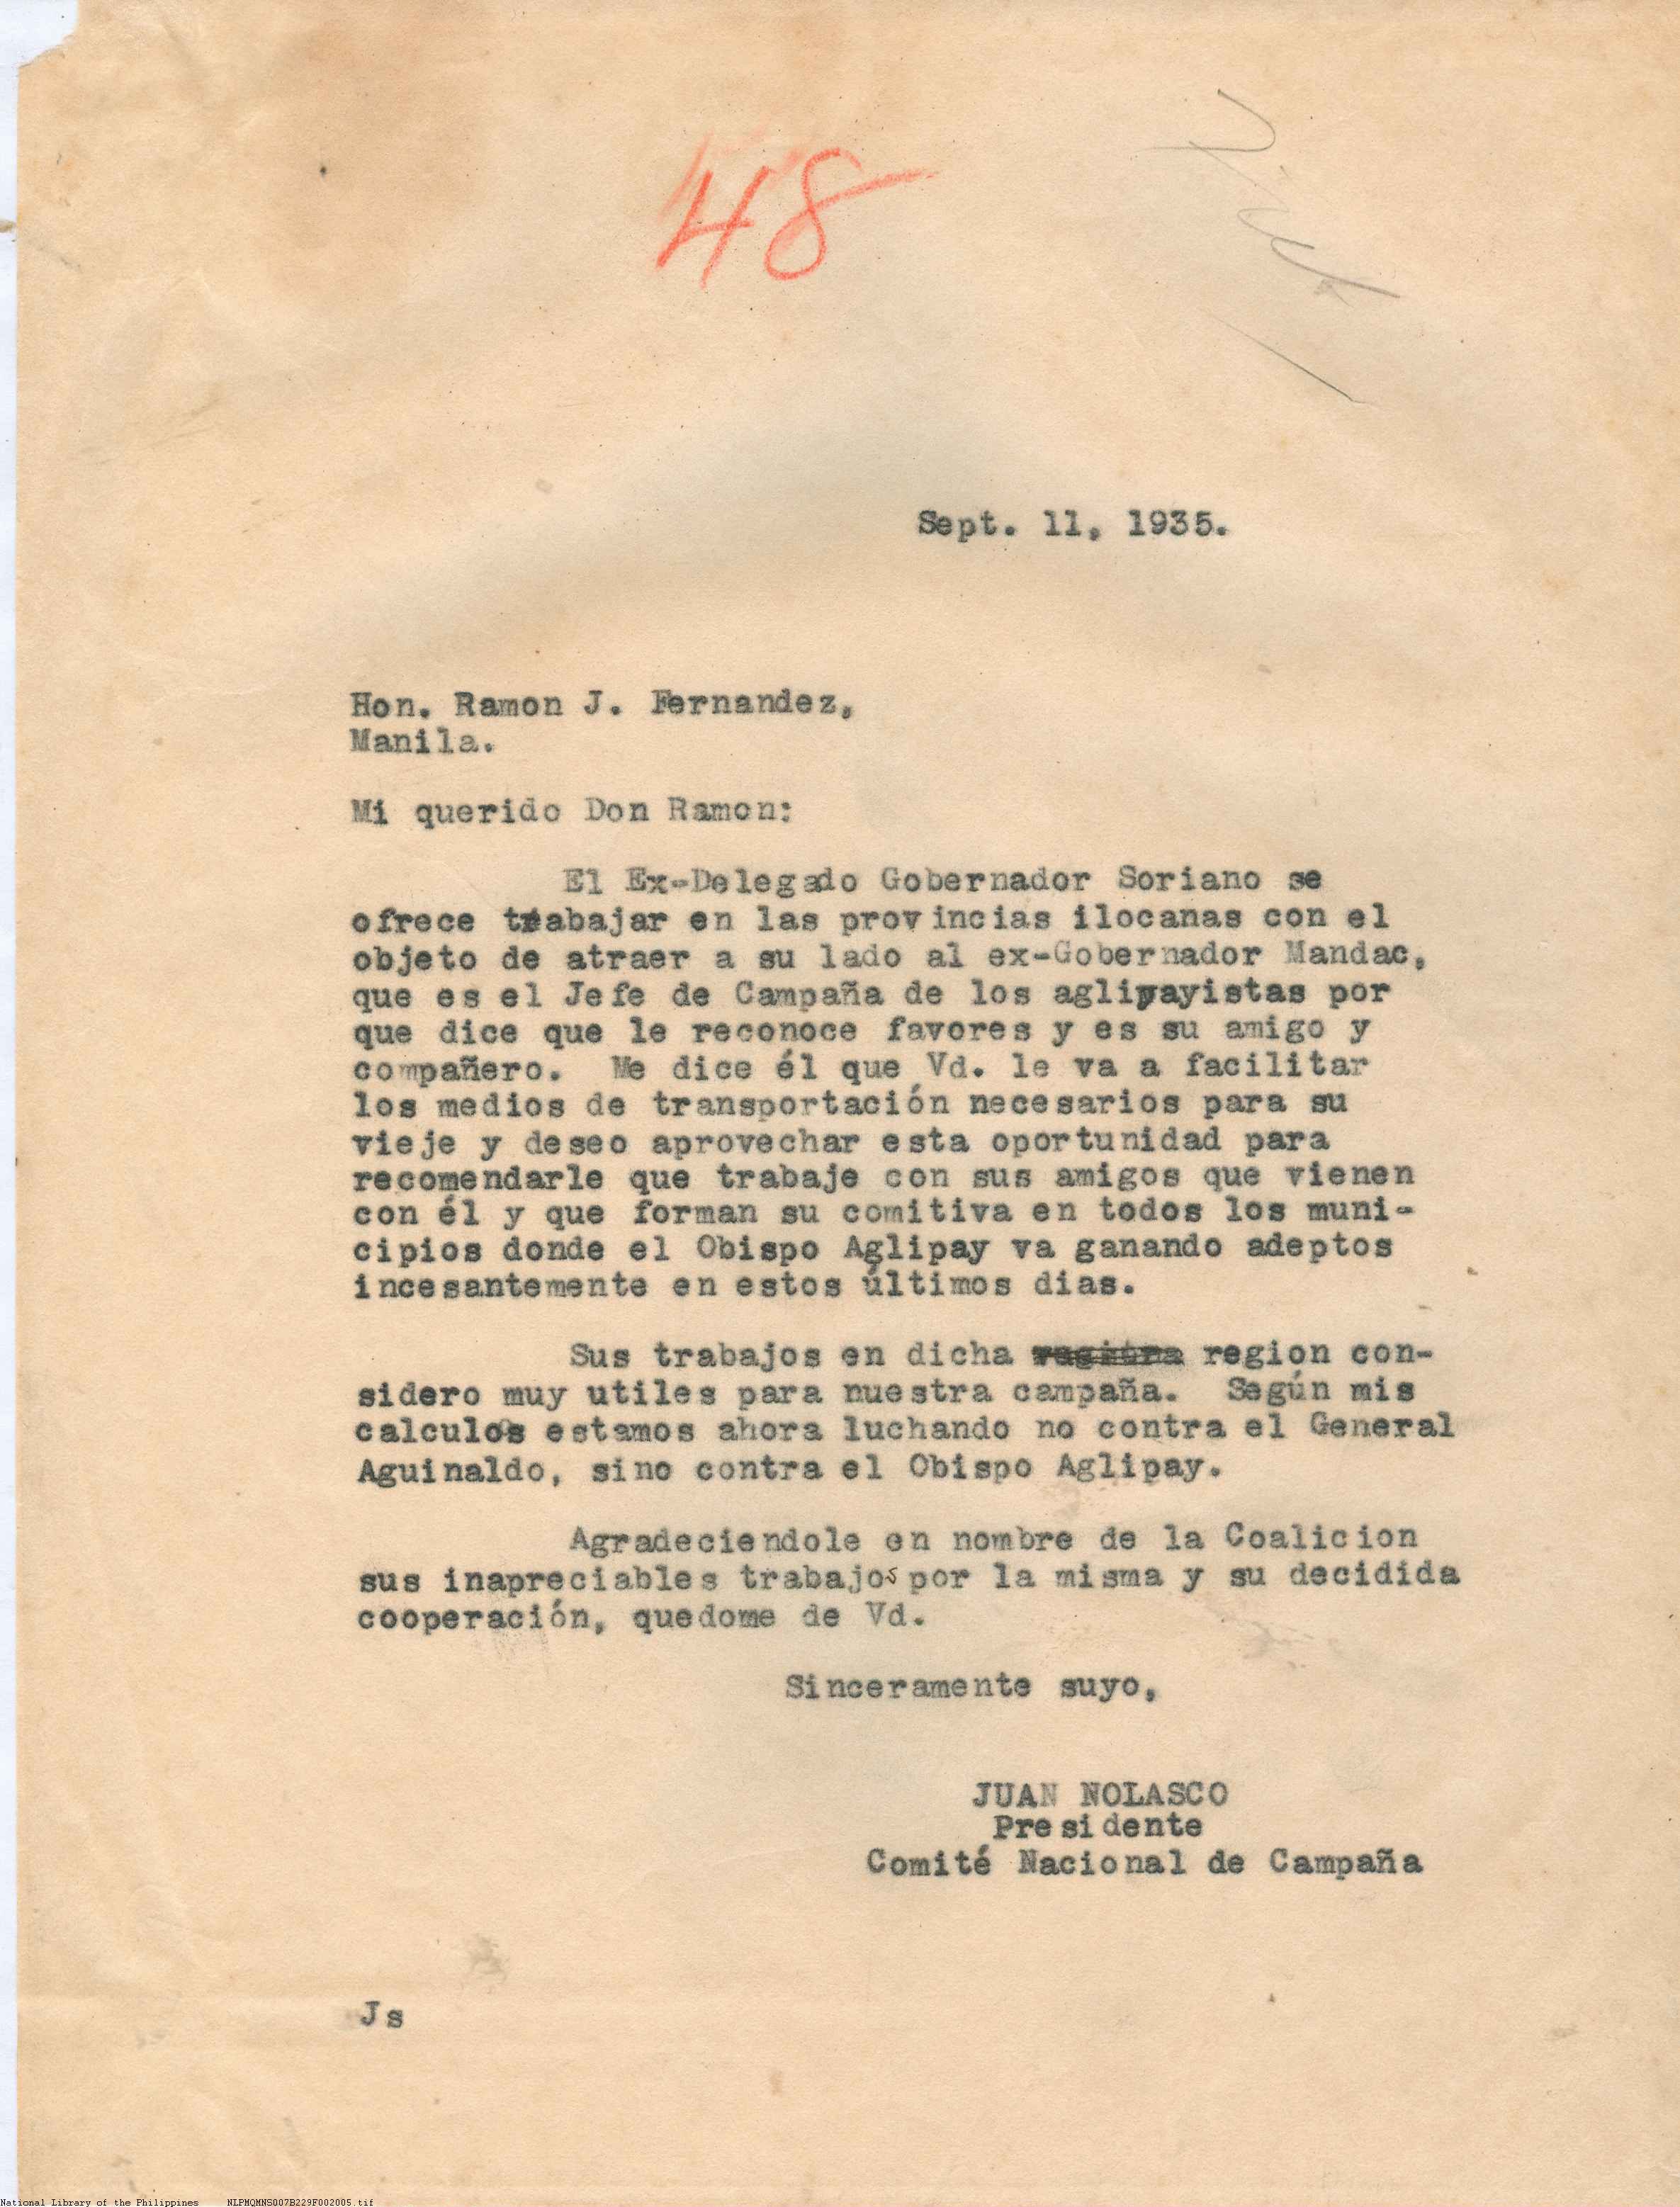 48
Sept. 11, 1935.
Hon. Ramon J. Fernandez,
Manila.
Mi querido Don Ramon:
El Ex-Delegado Gobernador Soriano se
ofrece trabajar en las provincias ilocanas con el
objeto de atraer a su lado al ex-Gobernador Mandac,
que es el Jefe de Campaña de los aglipayistas por
que dice que le reconoce favores y es su amigo y
compañero. Me dice él que Vd. le va a facilitar
los medios de transportación necesarios para su
vieje y deseo aprovechar esta oportunidad para
recomendarle que trabaje con sus amigos que vienen
con él y que forman su comitiva en todos los muni-
cipios donde el Obispo Aglipay va ganando adeptos
incesantemente en estos últimos dias.
Sus trabajos en dicha region con-
sidero muy utiles para nuestra campaña. Según mis
calculos estamos ahora luchando no contra el General
Aguinaldo, sino contra el Obispo Aglipay.
Agradeciendole en nombre de la Coalicion
sus inapreciables trabajos por la misma y su decidida
cooperación, quedome de Vd.
Sinceramente suyo,
JUAN NOLASCO
Presidente
Comité Nacional de Campaña
Js
National Library of the Philippines NLPMQMNS007B229F002005.tif